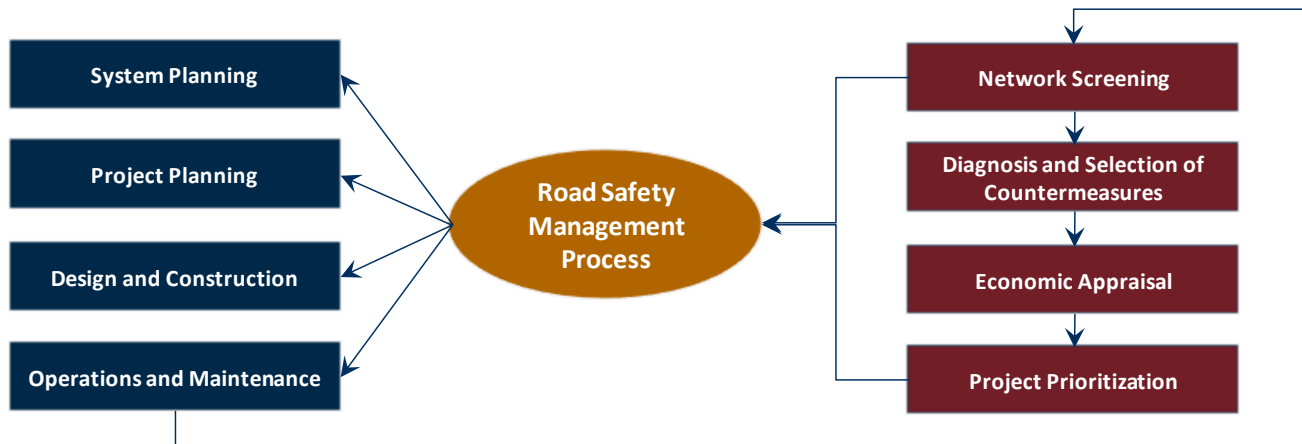 System Planning
Project Planning
Design and Construction
Operations and Maintenance
Road Safety
Management
Process
Network Screening
Diagnosis and Selection of
Countermeasures
Economic Appraisal
Project Prioritization